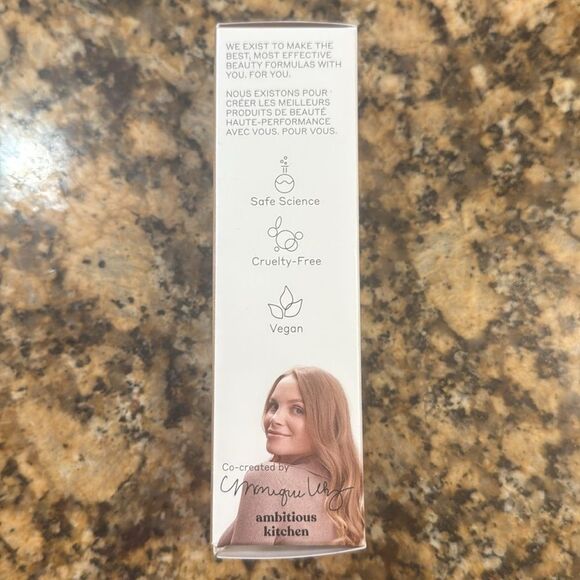 WE EXIST TO MAKE THE
BEST, MOST EFFECTIVE
BEAUTY FORMULAS WITH
YOU. FOR YOU.
NOUS EXISTONS POUR
CRÉER LES MEILLEURS
PRODUITS DE BEAUTÉ
HAUTE-PERFORMANCE
AVEC VOUS. POUR VOUS.
Safe Science
Cruelty-Free
Vegan
Co-created by
Monique
ambitious
kitchen